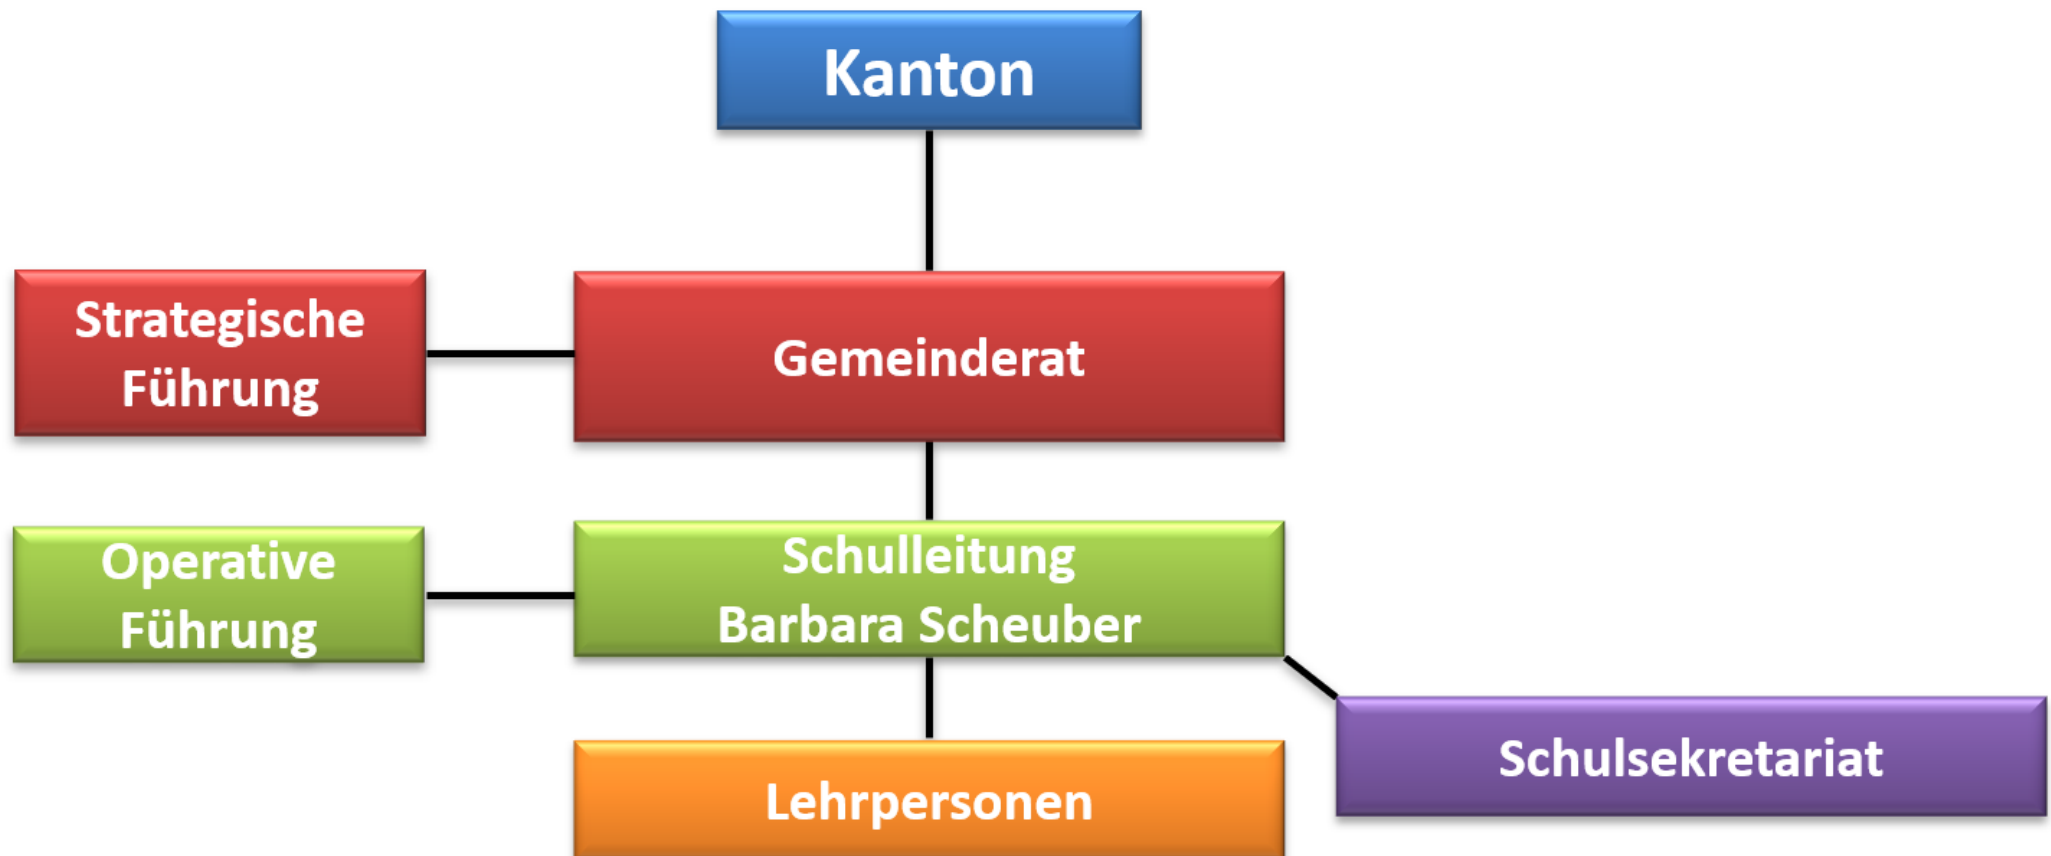 Kanton
Strategische
Führung
Gemeinderat
Operative
Führung
Schulleitung
Barbara Scheuber
Schulsekretariat
Lehrpersonen